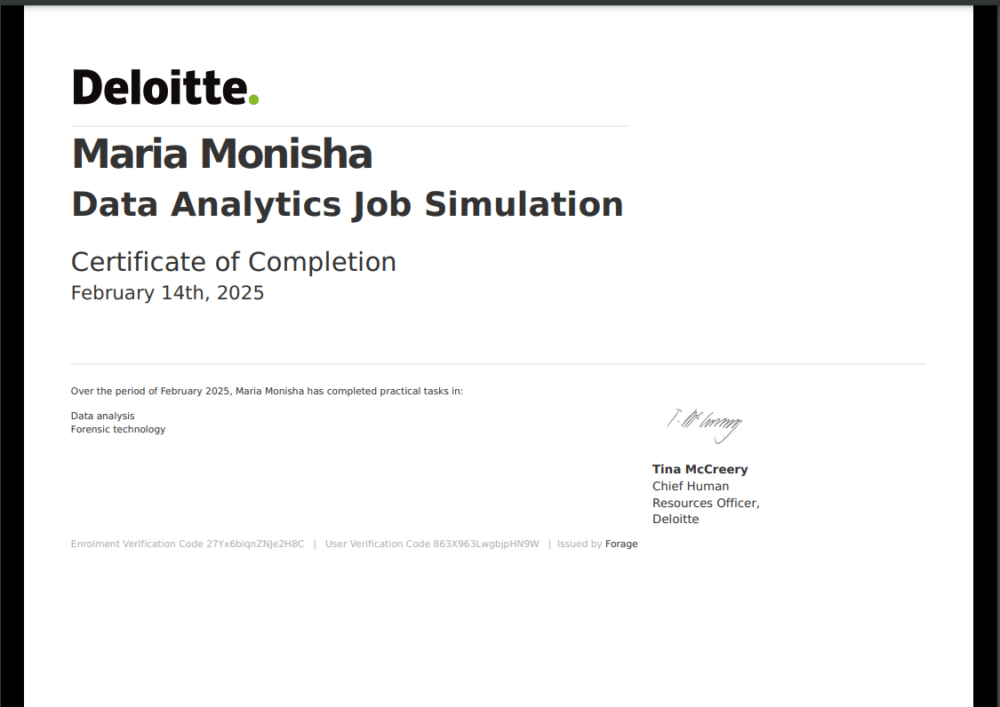 Deloitte.
Maria Monisha
Data Analytics Job Simulation
Certificate of Completion
February 14th, 2025
Over the period of February 2025, Maria Monisha has completed practical tasks in:
Data analysis
Forensic technology
T. McCreery
Tina McCreery
Chief Human
Resources Officer,
Deloitte
Enrolment Verification Code 27Yx6biqnZNJe2H8C | User Verification Code 863X963LwgbjpHN9W | Issued by Forage